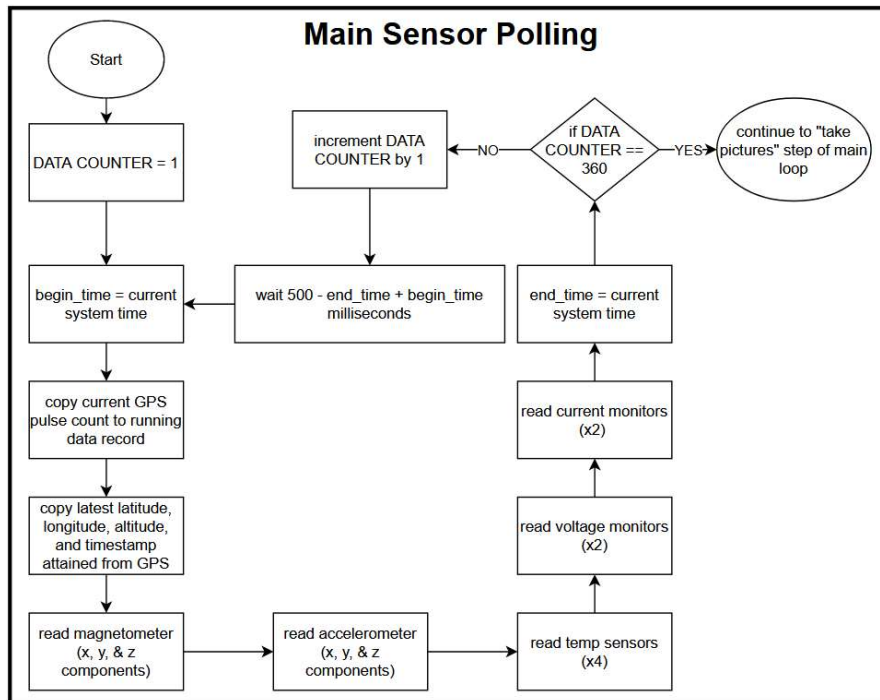 Main Sensor Polling
Start
DATA COUNTER = 1
begin_time = current
system time
copy current GPS
pulse count to running
data record
copy latest latitude,
longitude, altitude,
and timestamp
attained from GPS
read magnetometer
(x, y, & z
components)
read accelerometer
(x, y, & z
components)
read temp sensors
(x4)
read voltage monitors
(x2)
read current monitors
(x2)
end_time = current
system time
if DATA
COUNTER ==
360
YES
continue to "take
pictures" step of main
loop
NO
increment DATA
COUNTER by 1
wait 500 - end_time + begin_time
milliseconds